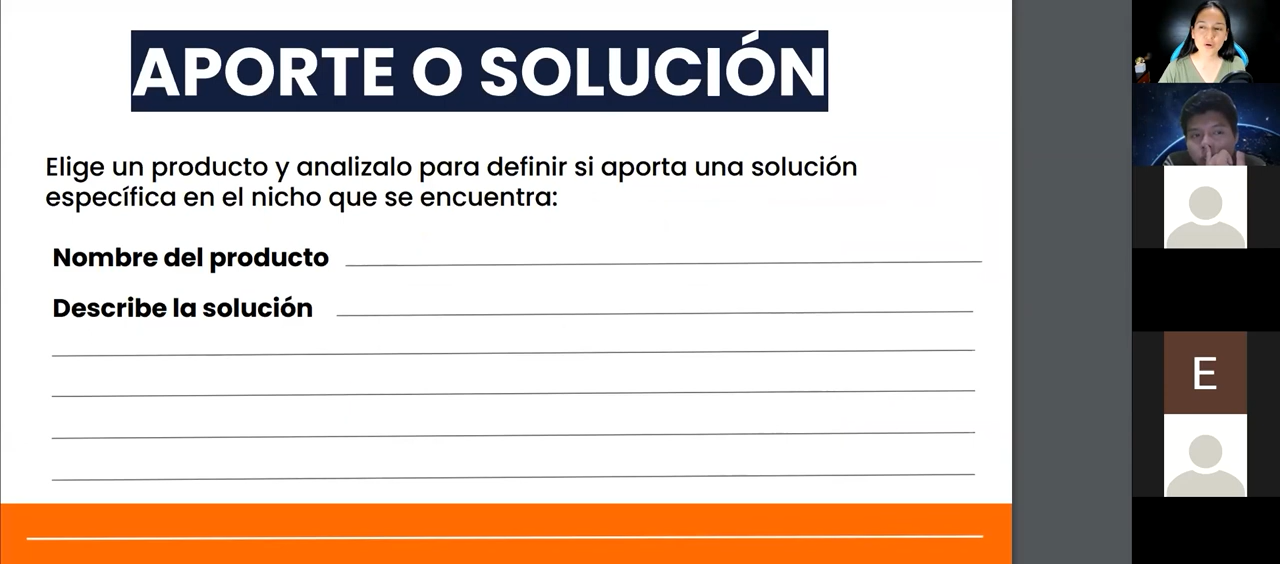 APORTE O SOLUCIÓN
Elige un producto y analizalo para definir si aporta una solución
específica en el nicho que se encuentra:
Nombre del producto
Describe la solución
E